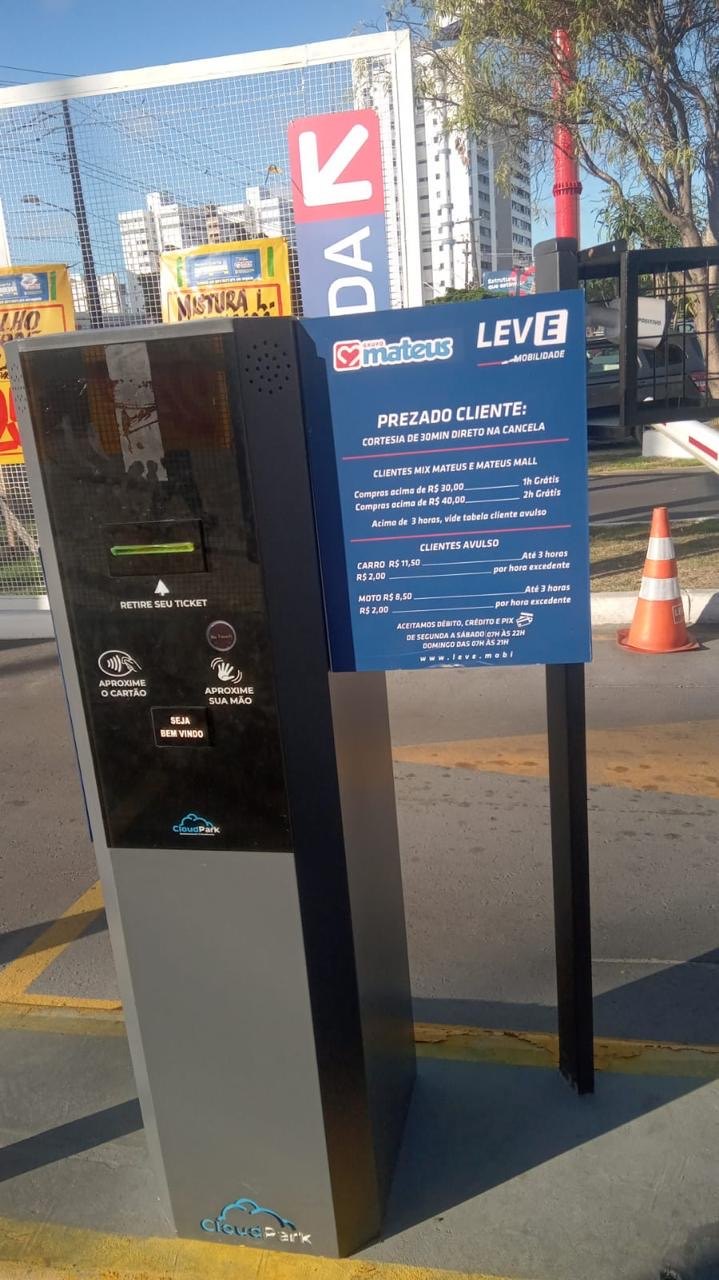 LHO
MISTURA
DA
GRUPO
mateus
LEVE
MOBILIDADE
PREZADO CLIENTE:
CORTESIA DE 30MIN DIRETO NA CANCELA
CLIENTES MIX MATEUS E MATEUS MALL
Compras acima de R$ 30,00 1h Grátis
Compras acima de R$ 40,00 2h Grátis
Acima de 3 horas, vide tabela cliente avulso
CLIENTES AVULSO
CARRO R$ 11,50 Até 3 horas
R$ 2,00 por hora excedente
MOTO R$ 8,50 Até 3 horas
R$ 2,00 por hora excedente
ACEITAMOS DÉBITO, CRÉDITO E PIX
DE SEGUNDA A SÁBADO 07H ÀS 22H
DOMINGO DAS 07H ÀS 21H
www.leve.mobi
RETIRE SEU TICKET
No Touch
APROXIME
O CARTÃO
APROXIME
SUA MÃO
SEJA
BEM VINDO
CloudPark
CloudPark